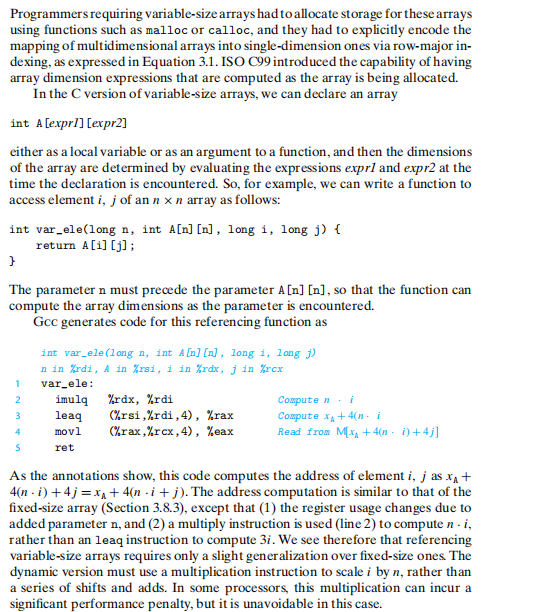 Programmers requiring variable-size arrays had to allocate storage for these arrays
using functions such as malloc or calloc, and they had to explicitly encode the
mapping of multidimensional arrays into single-dimension ones via row-major in-
dexing, as expressed in Equation 3.1. ISO C99 introduced the capability of having
array dimension expressions that are computed as the array is being allocated.
In the C version of variable-size arrays, we can declare an array
int A[expr1][expr2]
either as a local variable or as an argument to a function, and then the dimensions
of the array are determined by evaluating the expressions expr1 and expr2 at the
time the declaration is encountered. So, for example, we can write a function to
access element i, j of an n × n array as follows:
int var_ele(long n, int A[n][n], long i, long j) {
return A[i][j];
}
The parameter n must precede the parameter A[n][n], so that the function can
compute the array dimensions as the parameter is encountered.
Gcc generates code for this referencing function as
int var_ele(long n, int A[n][n], long i, long j)
n in %rdi, A in %rsi, i in %rdx, j in %rcx
1 var_ele:
2 imulq %rdx, %rdi Compute n · i
3 leaq (%rsi,%rdi,4), %rax Compute xA + 4(n · i
4 movl (%rax,%rcx,4), %eax Read from M[xA + 4(n · i) + 4j]
5 ret
As the annotations show, this code computes the address of element i, j as xA +
4(n · i) + 4j = xA + 4(n · i + j). The address computation is similar to that of the
fixed-size array (Section 3.8.3), except that (1) the register usage changes due to
added parameter n, and (2) a multiply instruction is used (line 2) to compute n · i,
rather than an leaq instruction to compute 3i. We see therefore that referencing
variable-size arrays requires only a slight generalization over fixed-size ones. The
dynamic version must use a multiplication instruction to scale i by n, rather than
a series of shifts and adds. In some processors, this multiplication can incur a
significant performance penalty, but it is unavoidable in this case.